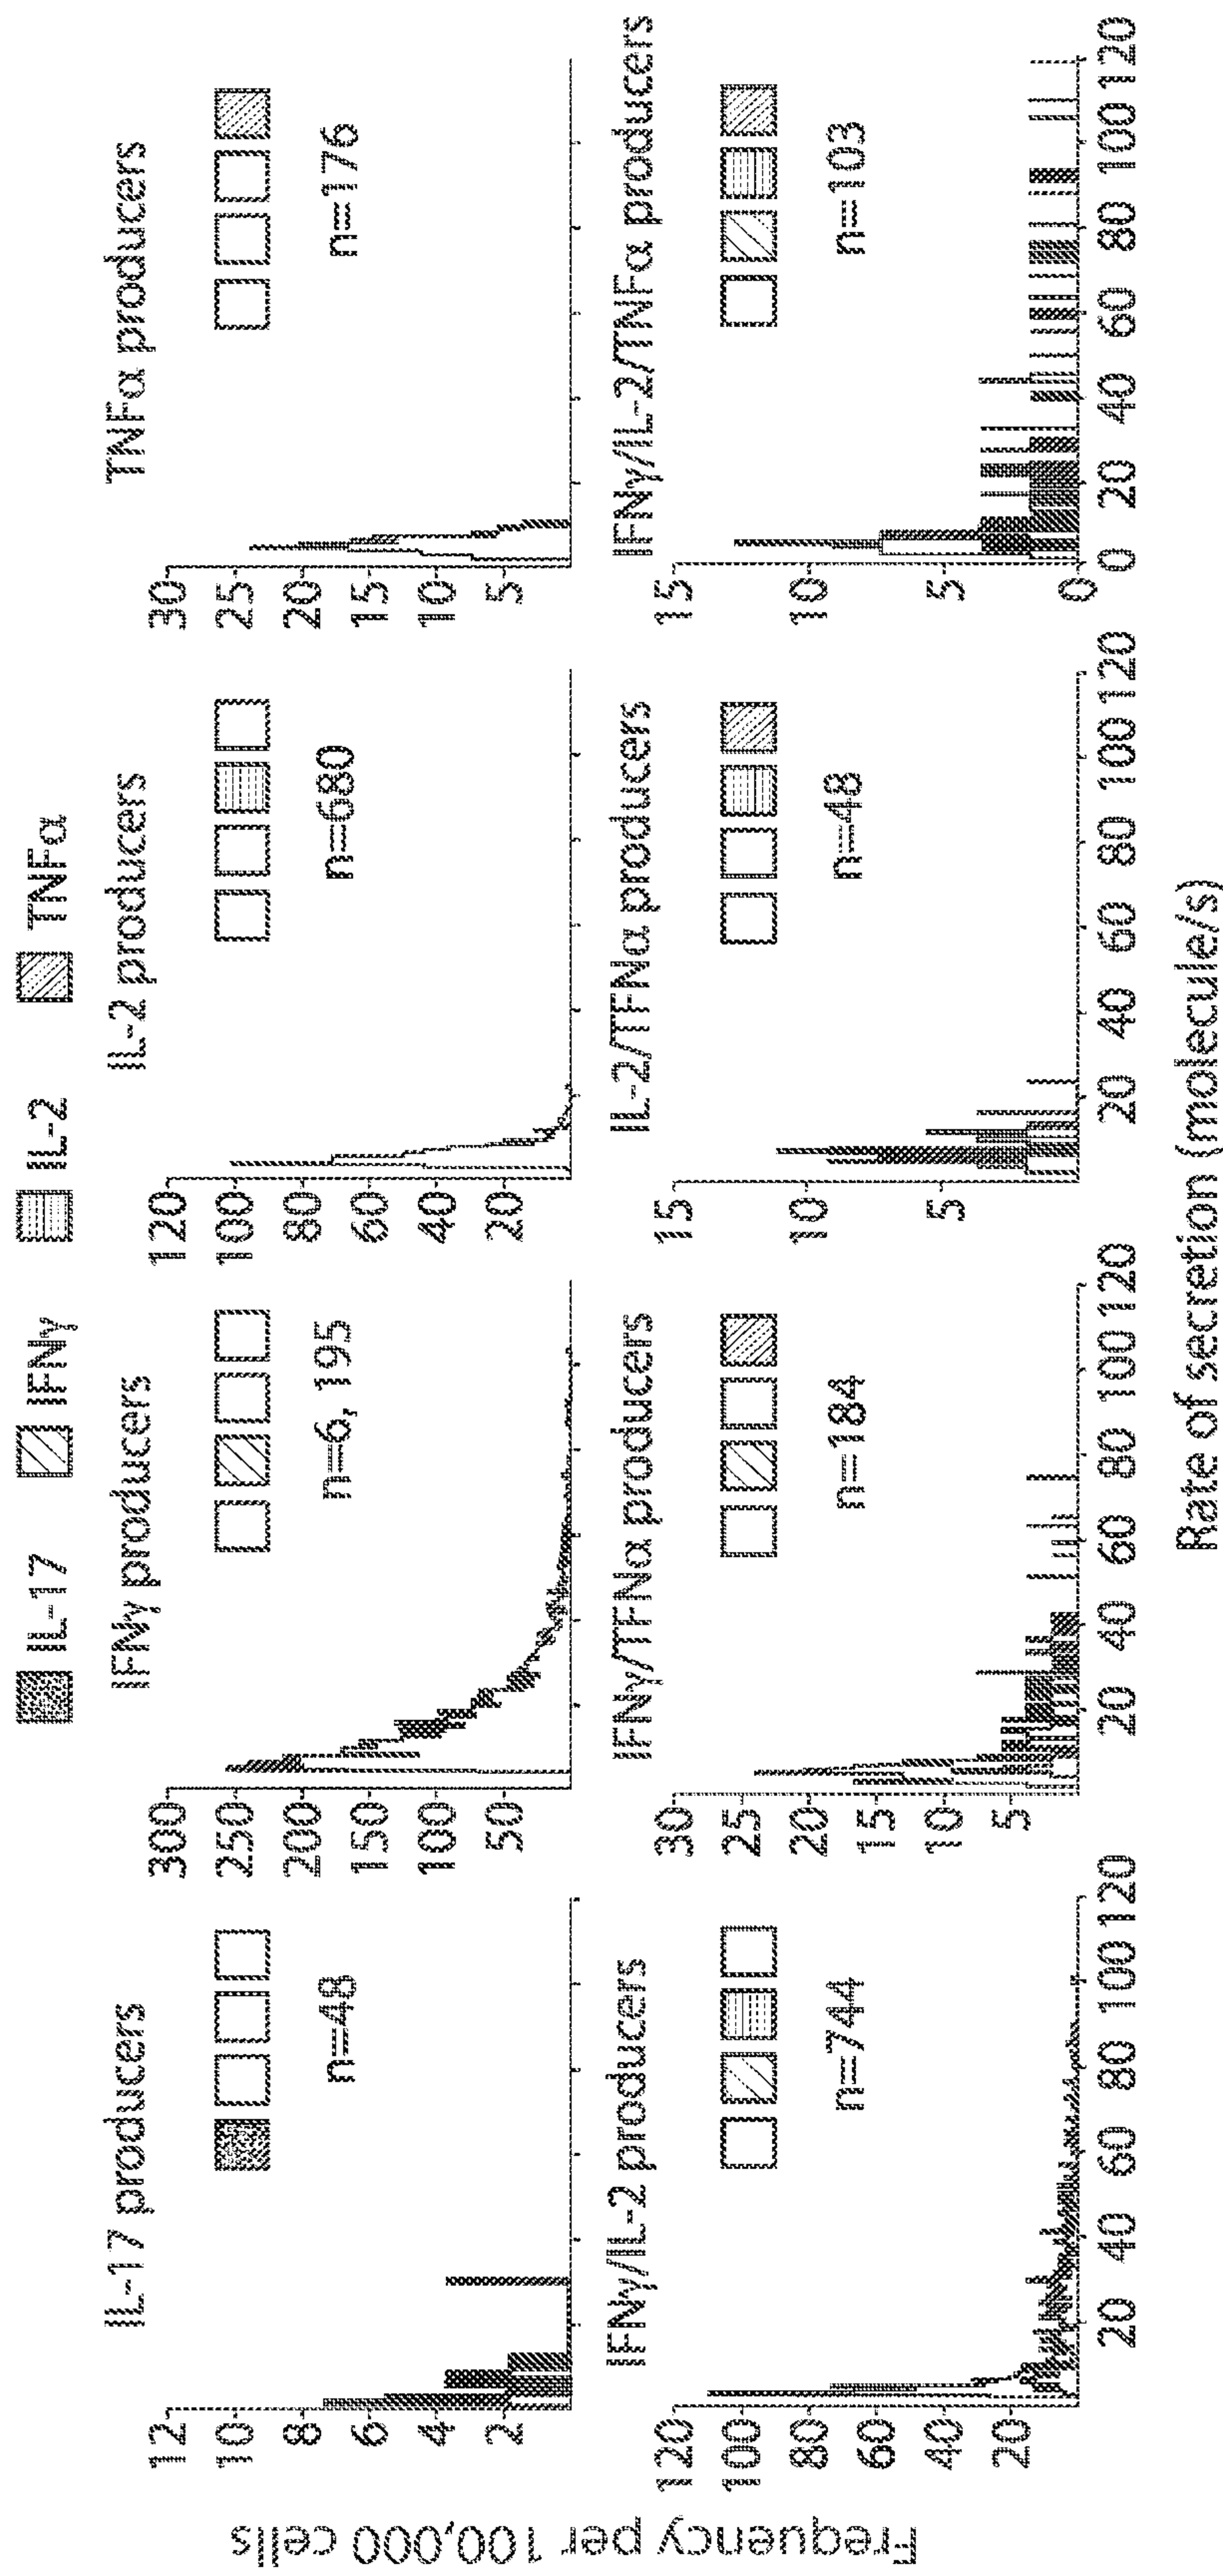 IL-17 IFNγ IL-2 TNFα
IL-17 producers
n=48
12
10
8
6
4
2
IFNγ producers
n=6, 195
300
250
200
150
100
50
IL-2 producers
n=680
120
100
80
60
40
20
TNFα producers
n=176
30
25
20
15
10
5
IFNγ/IL-2 producers
n=744
120
100
80
60
40
20
20 40 60 80 100 120
IFNγ/TFNα producers
n=184
30
25
20
15
10
5
20 40 60 80 100 120
IL-2/TFNα producers
n=48
15
10
5
20 40 60 80 100 120
IFNγ/IL-2/TNFα producers
n=103
15
10
5
0
0 20 40 60 80 100 120
Frequency per 100,000 cells
Rate of secretion (molecule/s)